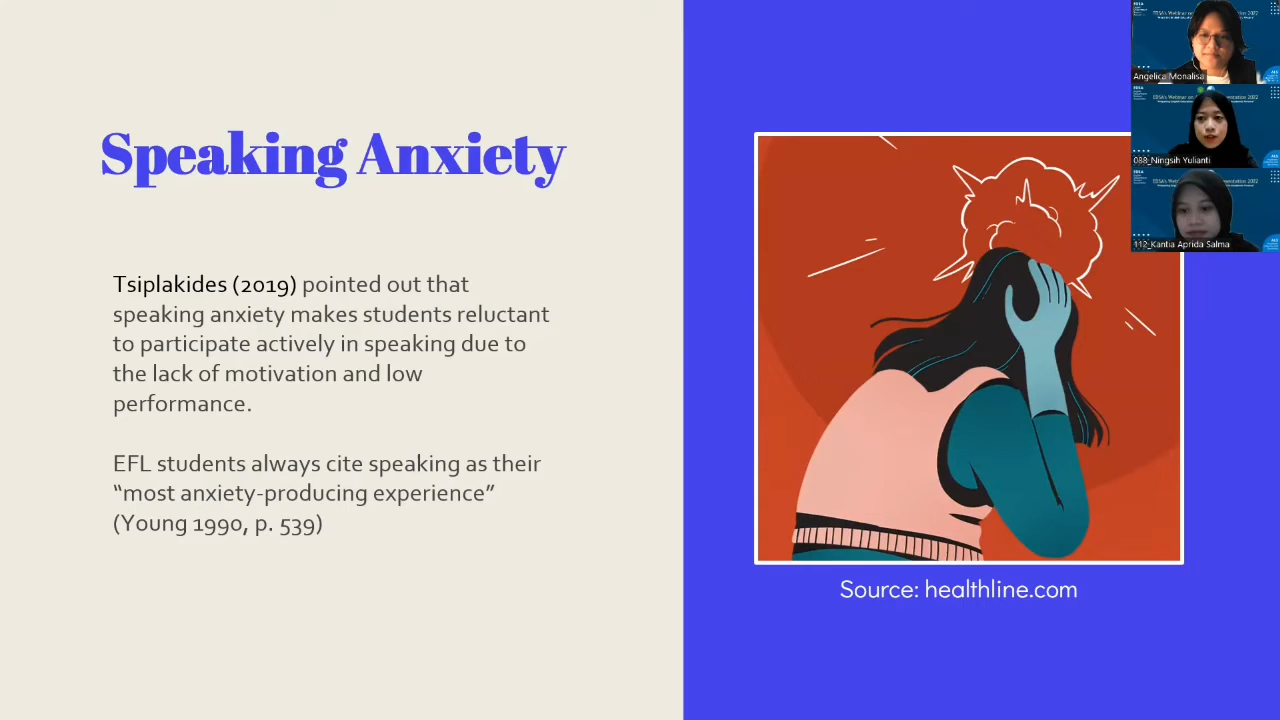 Speaking Anxiety
Tsiplakides (2019) pointed out that
speaking anxiety makes students reluctant
to participate actively in speaking due to
the lack of motivation and low
performance.
EFL students always cite speaking as their
“most anxiety-producing experience”
(Young 1990, p. 539)
Source: healthline.com
Angelica Monalisa
088_Ningsih Yulianti
112_Kantia Aprida Salma